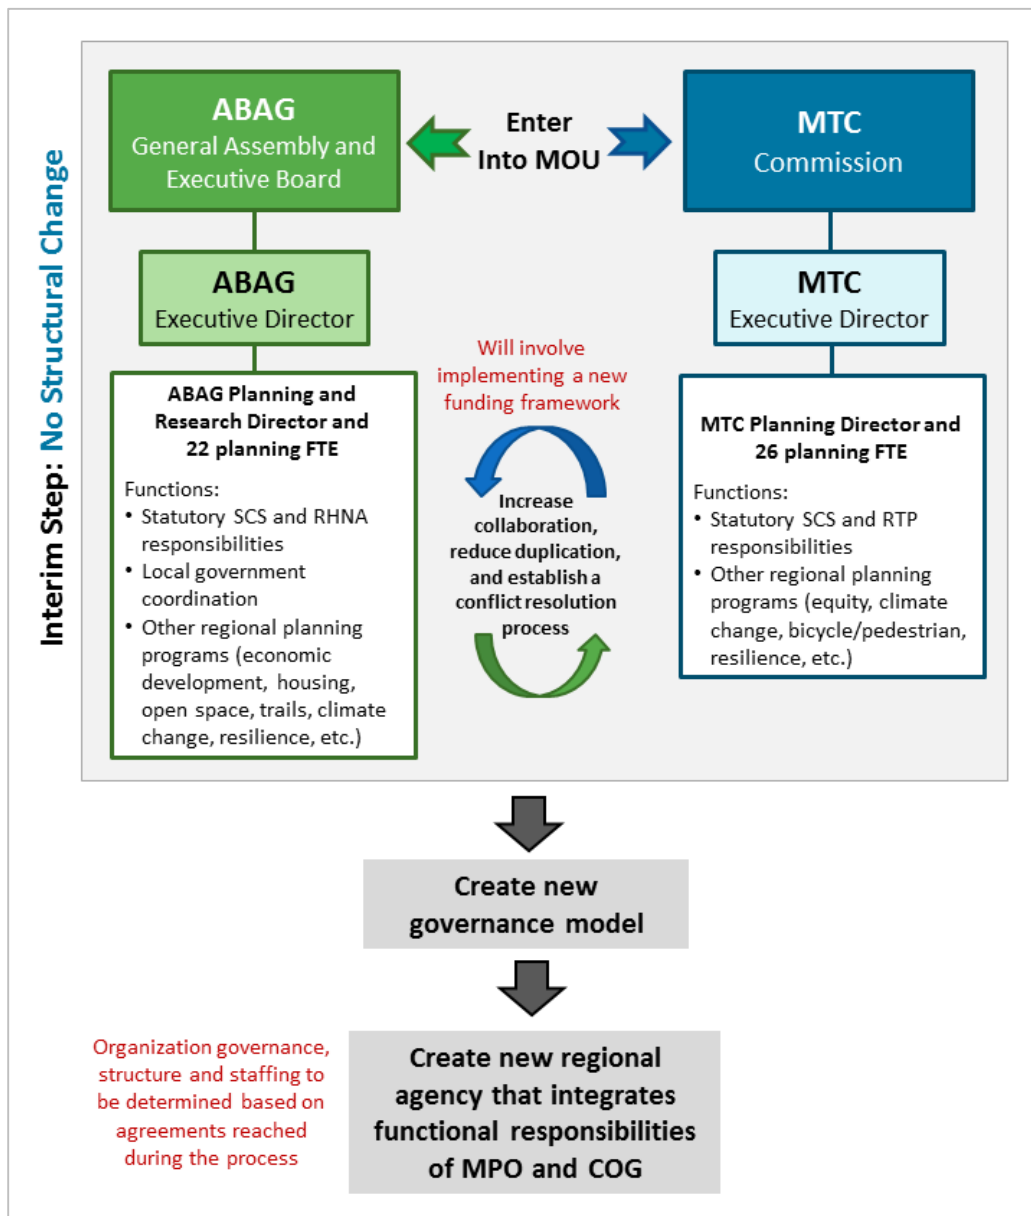 Interim Step: No Structural Change
ABAG
General Assembly and
Executive Board
Enter
Into MOU
MTC
Commission
ABAG
Executive Director
MTC
Executive Director
Will involve
implementing a new
funding framework
ABAG Planning and
Research Director and
22 planning FTE
Functions:
• Statutory SCS and RHNA
responsibilities
• Local government
coordination
• Other regional planning
programs (economic
development, housing,
open space, trails, climate
change, resilience, etc.)
Increase
collaboration,
reduce duplication,
and establish a
conflict resolution
process
MTC Planning Director and
26 planning FTE
Functions:
• Statutory SCS and RTP
responsibilities
• Other regional planning
programs (equity, climate
change, bicycle/pedestrian,
resilience, etc.)
Create new
governance model
Organization governance,
structure and staffing to
be determined based on
agreements reached
during the process
Create new regional
agency that integrates
functional responsibilities
of MPO and COG